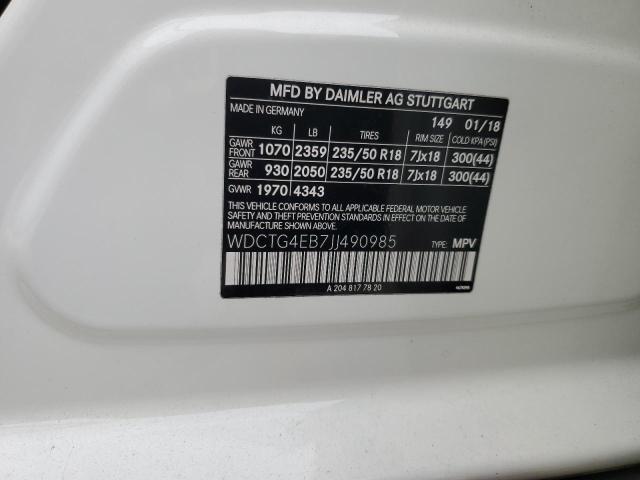 MFD BY DAIMLER AG STUTTGART
MADE IN GERMANY 149 01/18
KG LB TIRES RIM SIZE COLD KPA (PSI)
GAWR FRONT 1070 2359 235/50 R18 7Jx18 300(44)
GAWR REAR 930 2050 235/50 R18 7Jx18 300(44)
GVWR 1970 4343
THIS VEHICLE CONFORMS TO ALL APPLICABLE FEDERAL MOTOR VEHICLE
SAFETY AND THEFT PREVENTION STANDARDS IN EFFECT ON THE DATE OF
MANUFACTURE SHOWN ABOVE.
WDCTG4EB7JJ490985 TYPE: MPV
A 204 817 78 20